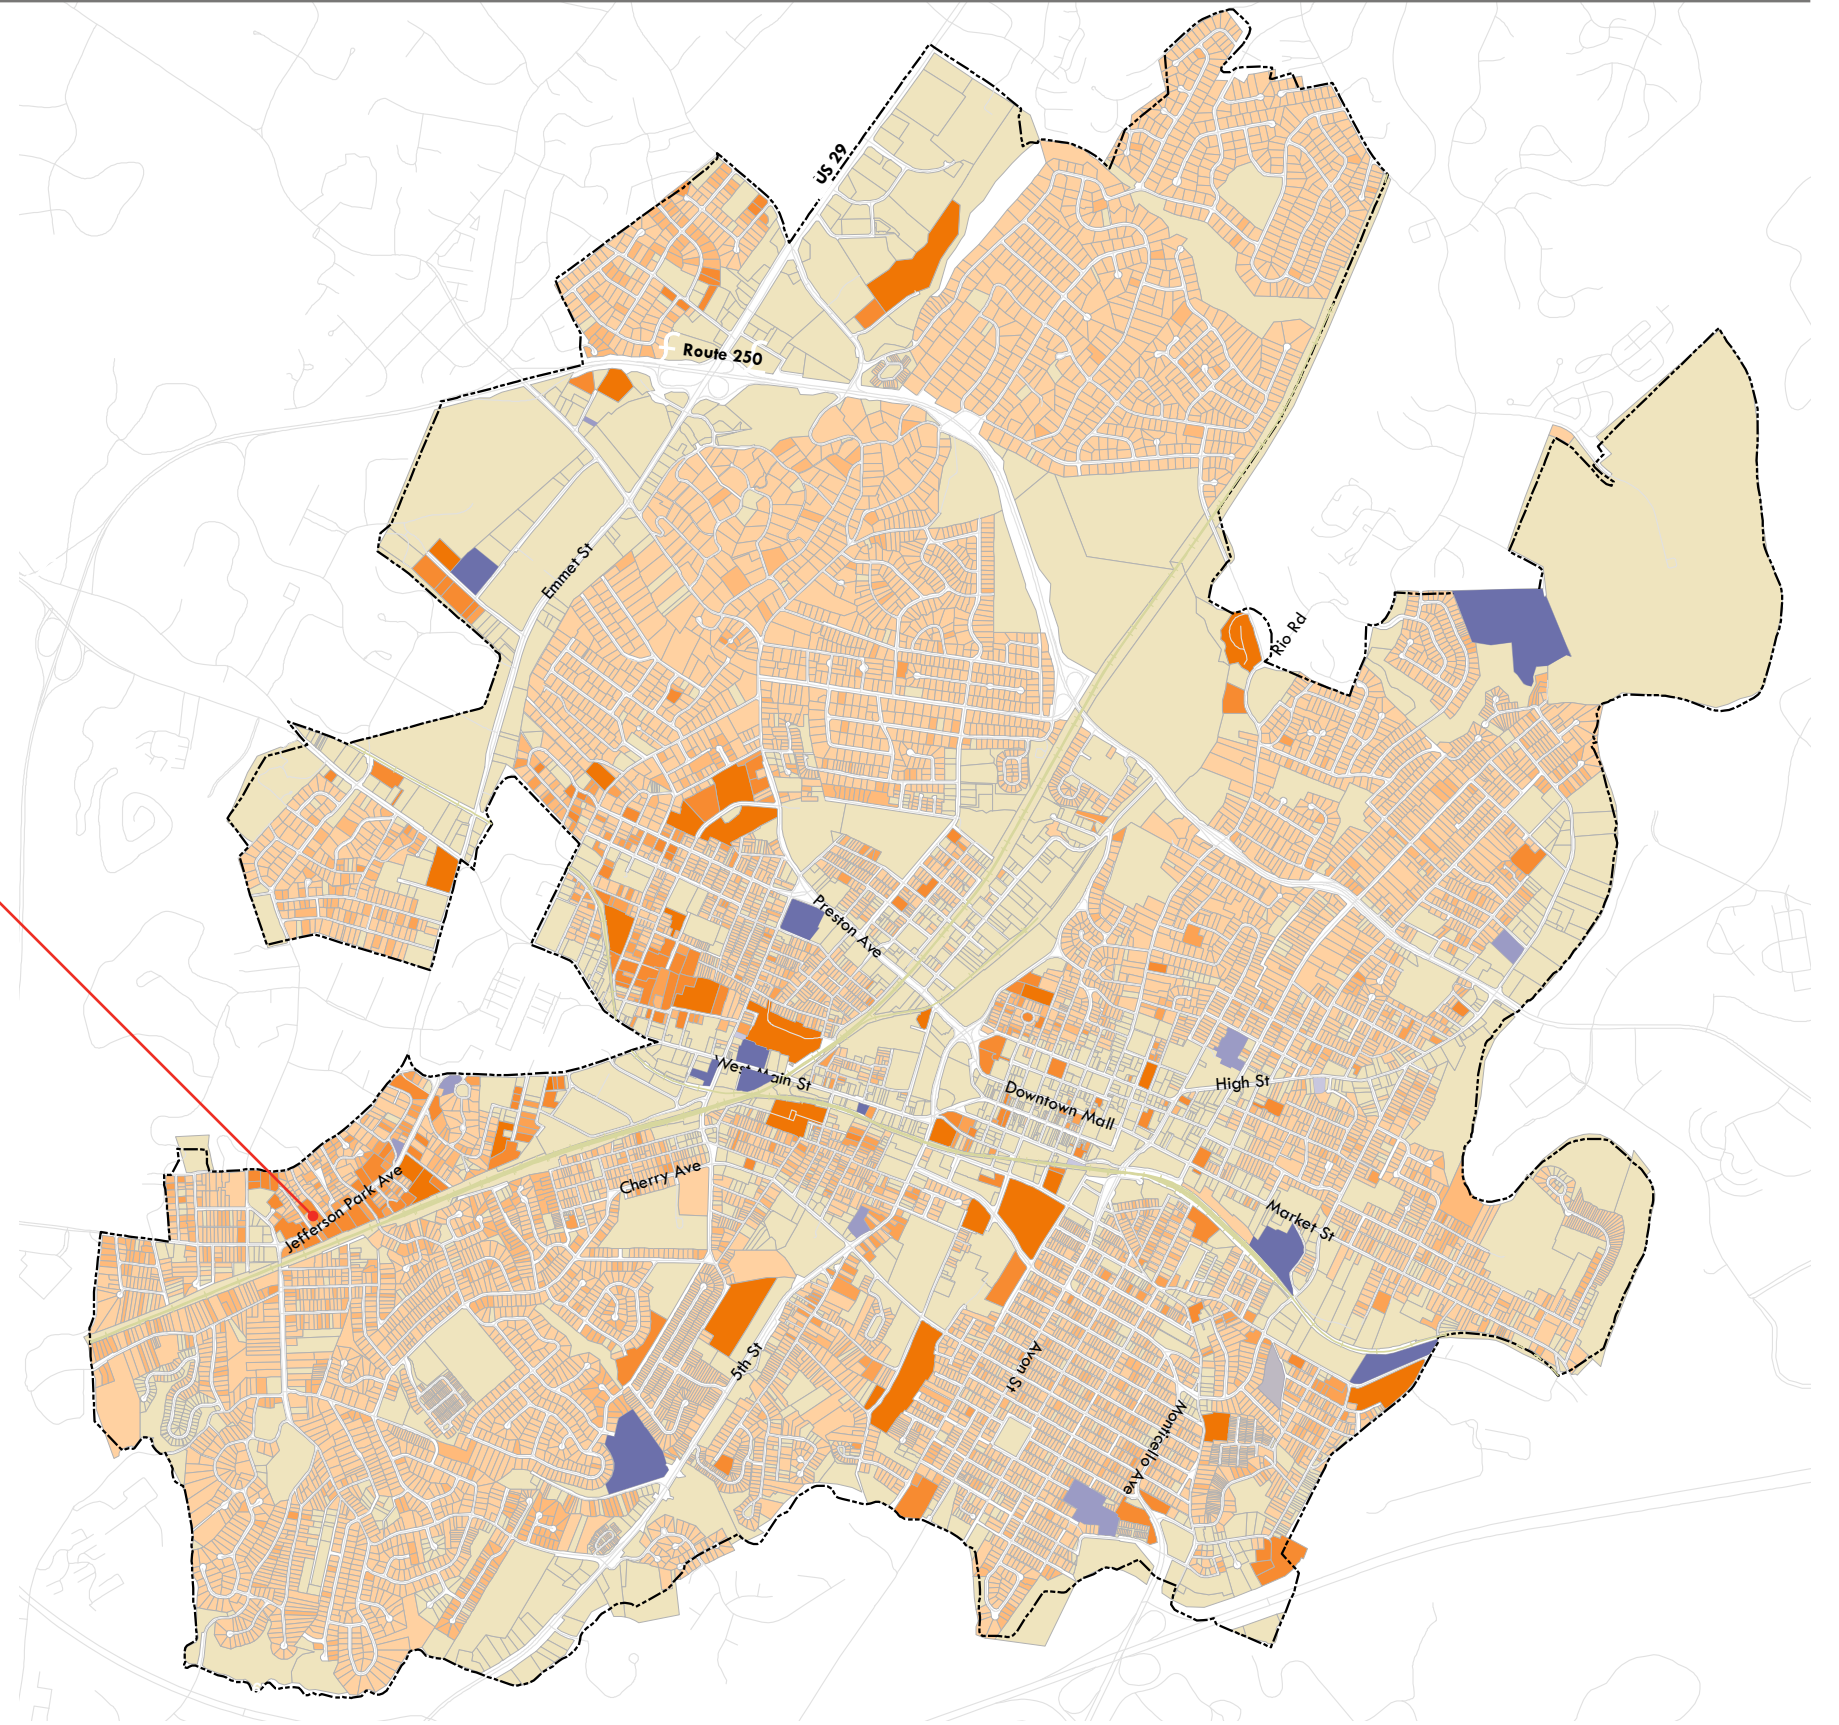 US 29
Route 250
Emmet St
Rio Rd
Preston Ave
West Main St
High St
Downtown Mall
Cherry Ave
Jefferson Park Ave
Market St
5th St
Avon St
Monticello Ave